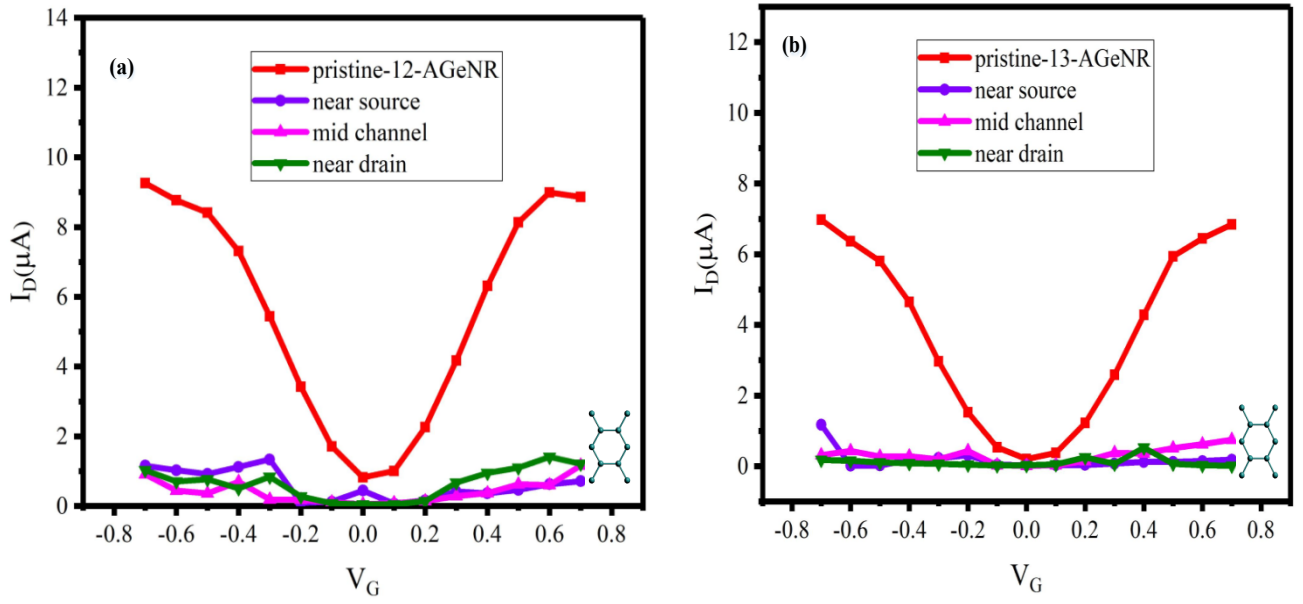 (a)
pristine-12-AGeNR
near source
mid channel
near drain
14
12
10
8
6
4
2
0
I_D(μA)
-0.8 -0.6 -0.4 -0.2 0.0 0.2 0.4 0.6 0.8
V_G
(b)
pristine-13-AGeNR
near source
mid channel
near drain
12
10
8
6
4
2
0
I_D(μA)
-0.8 -0.6 -0.4 -0.2 0.0 0.2 0.4 0.6 0.8
V_G